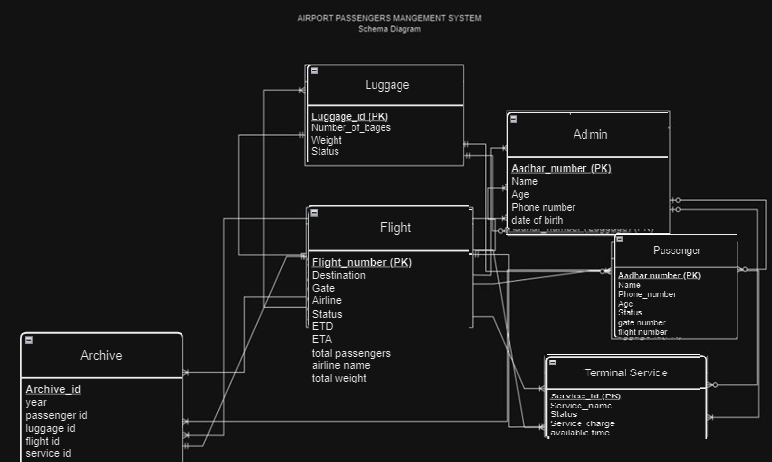 AIRPORT PASSENGERS MANGEMENT SYSTEM
Schema Diagram
Luggage
Luggage_id (PK)
Number_of_bages
Weight
Status
Admin
Aadhar_number (PK)
Name
Age
Phone number
date of birth
Flight
Flight_number (PK)
Destination
Gate
Airline
Status
ETD
ETA
total passengers
airline name
total weight
Passenger
Aadhar number (PK)
Name
Phone_number
Age
Status
gate number
flight number
Archive
Archive_id
year
passenger id
luggage id
flight id
service id
Terminal Service
Service_id (PK)
Service_name
Status
Service_charge
available time